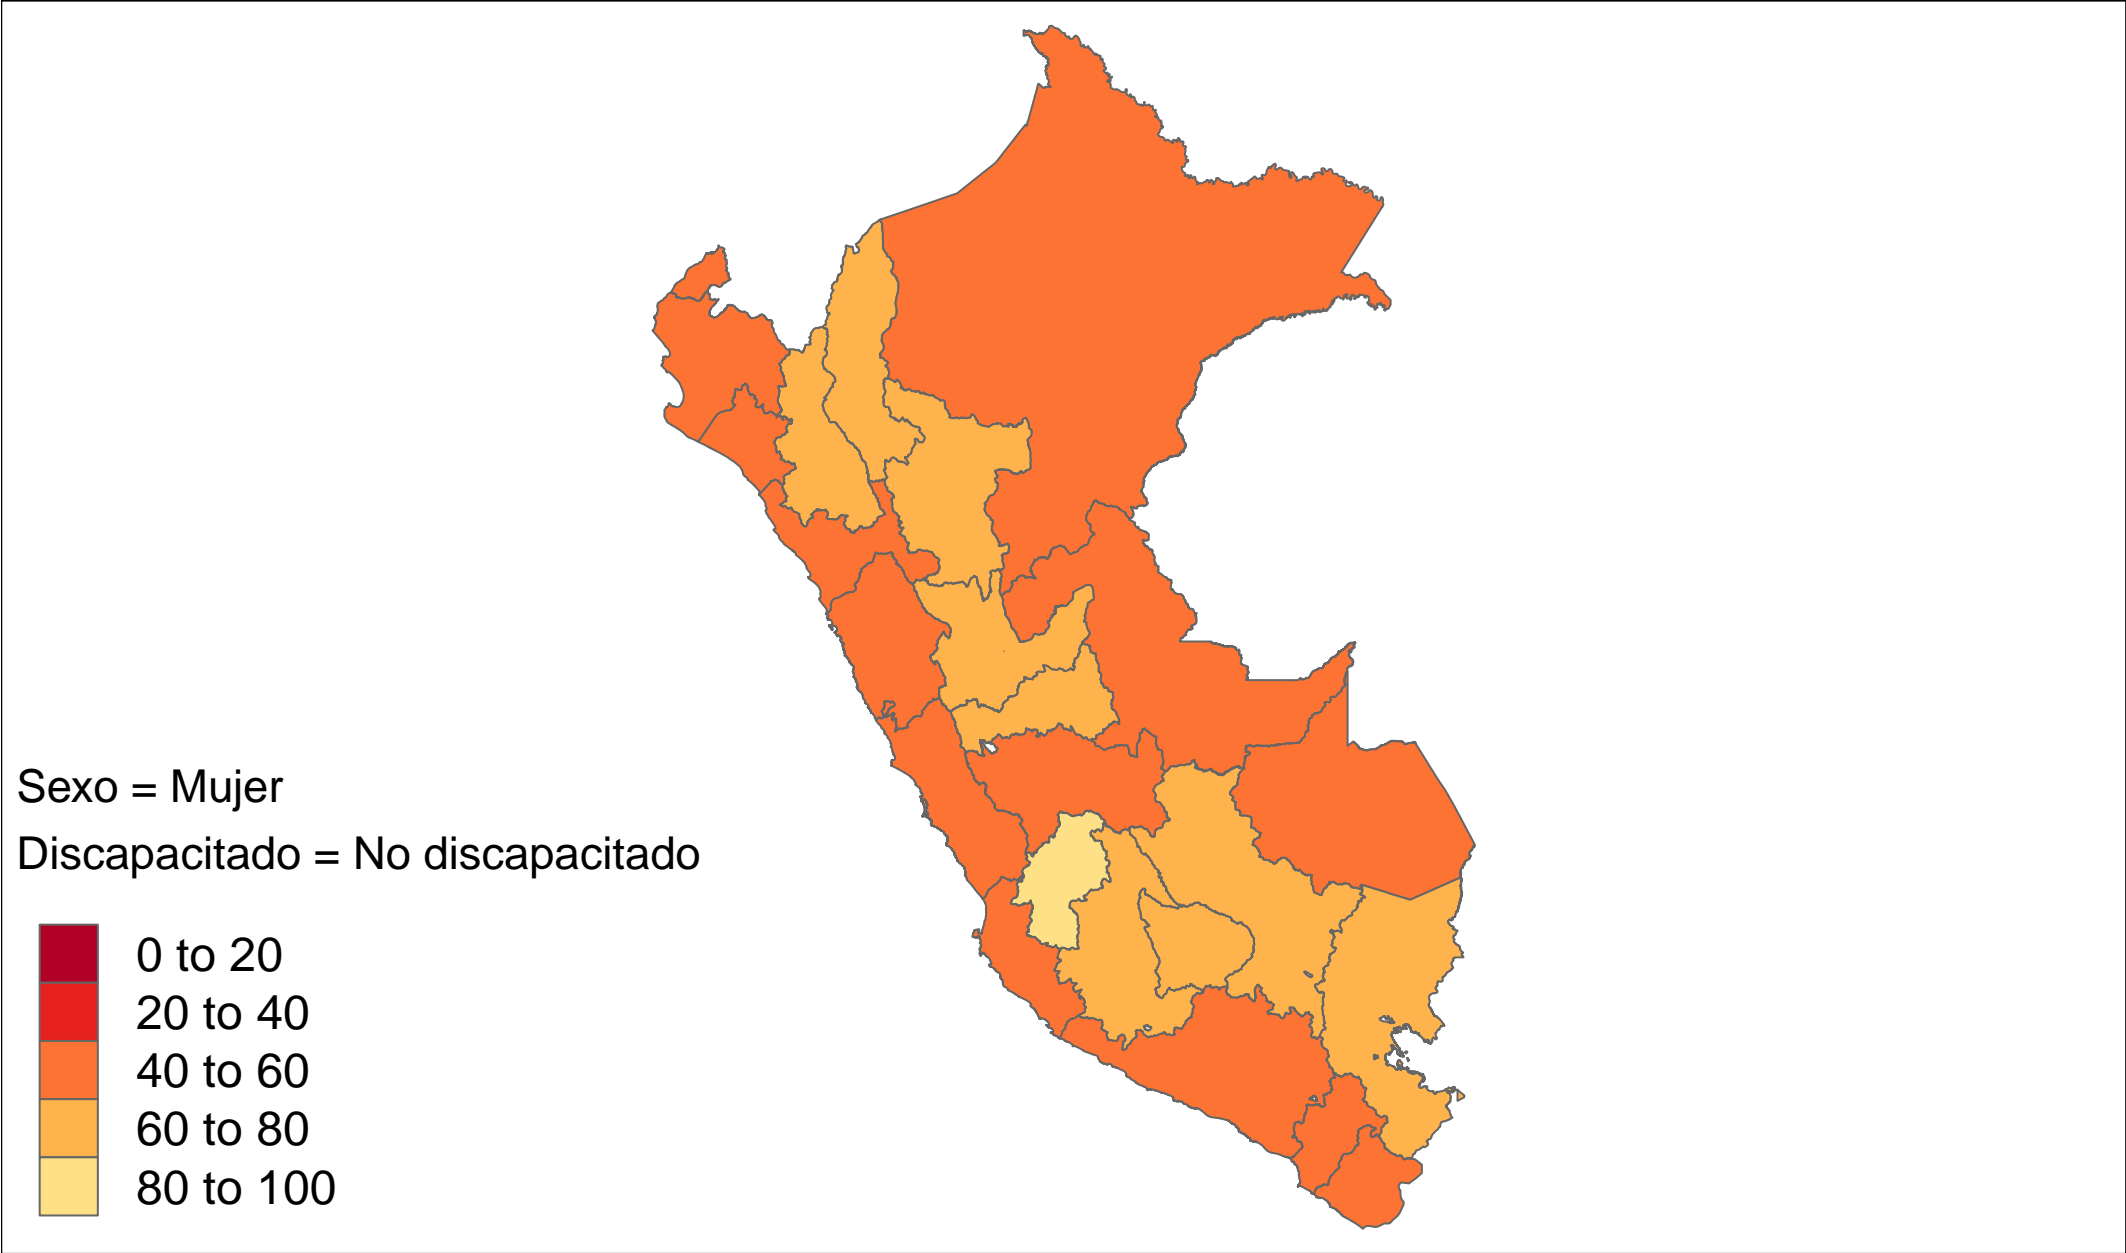 Sexo = Mujer
Discapacitado = No discapacitado
0 to 20
20 to 40
40 to 60
60 to 80
80 to 100